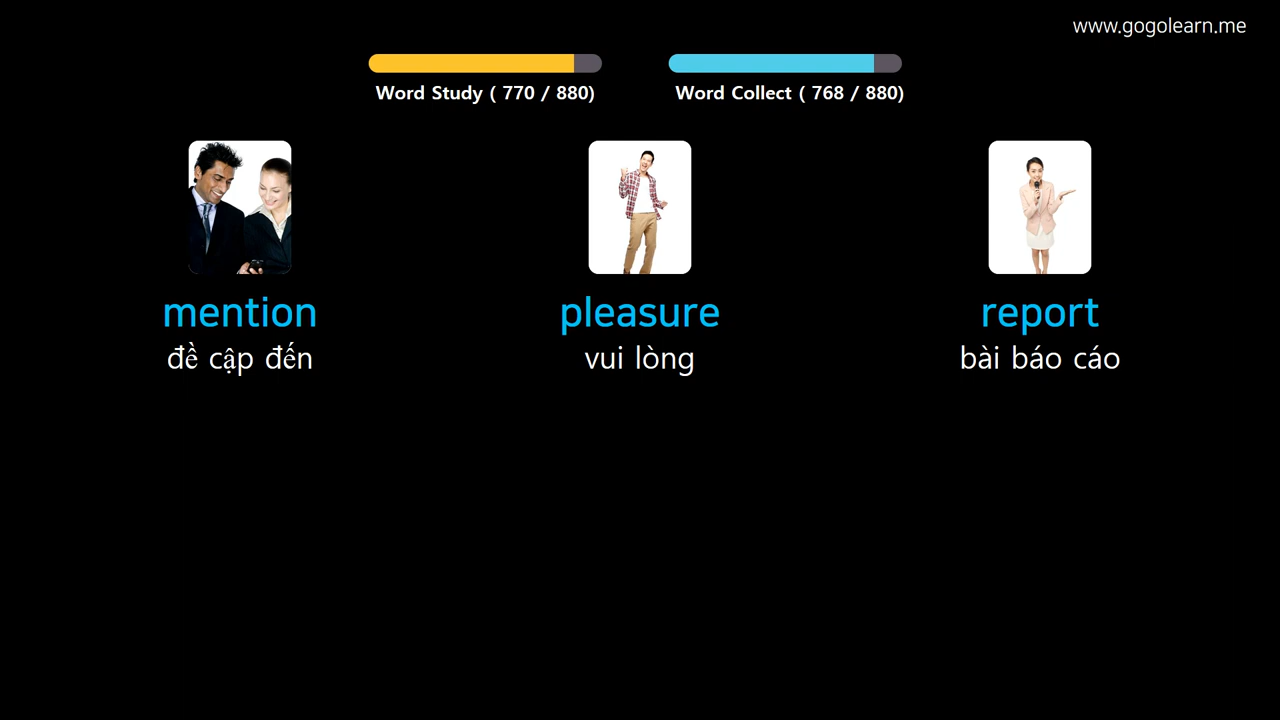 www.gogolearn.me
Word Study ( 770 / 880)
Word Collect ( 768 / 880)
mention
pleasure
report
đề cập đến
vui lòng
bài báo cáo